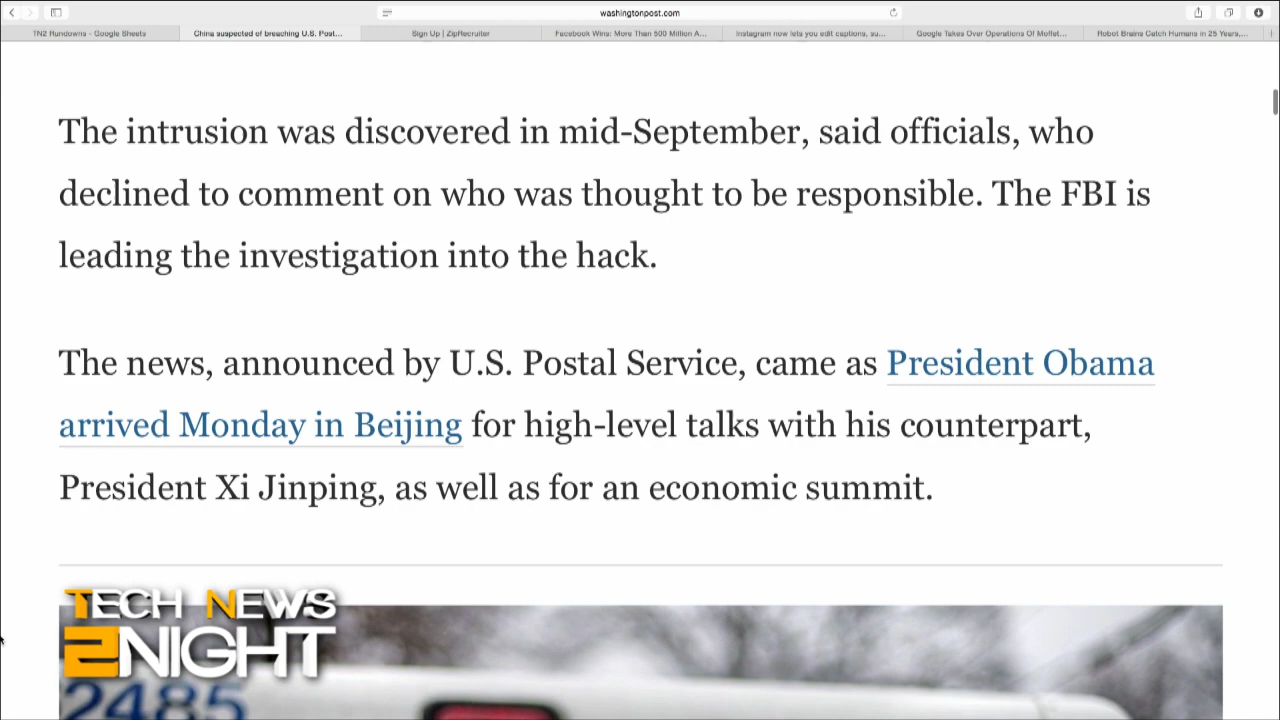 washingtonpost.com
TN2 Rundowns - Google Sheets
China suspected of breaching U.S. Post...
Sign Up | ZipRecruiter
Facebook Wins: More Than 500 Million A...
Instagram now lets you edit captions, su...
Google Takes Over Operations Of Moffet...
Robot Brains Catch Humans in 25 Years,...
The intrusion was discovered in mid-September, said officials, who
declined to comment on who was thought to be responsible. The FBI is
leading the investigation into the hack.
The news, announced by U.S. Postal Service, came as President Obama
arrived Monday in Beijing for high-level talks with his counterpart,
President Xi Jinping, as well as for an economic summit.
TECH NEWS
2NIGHT
2485